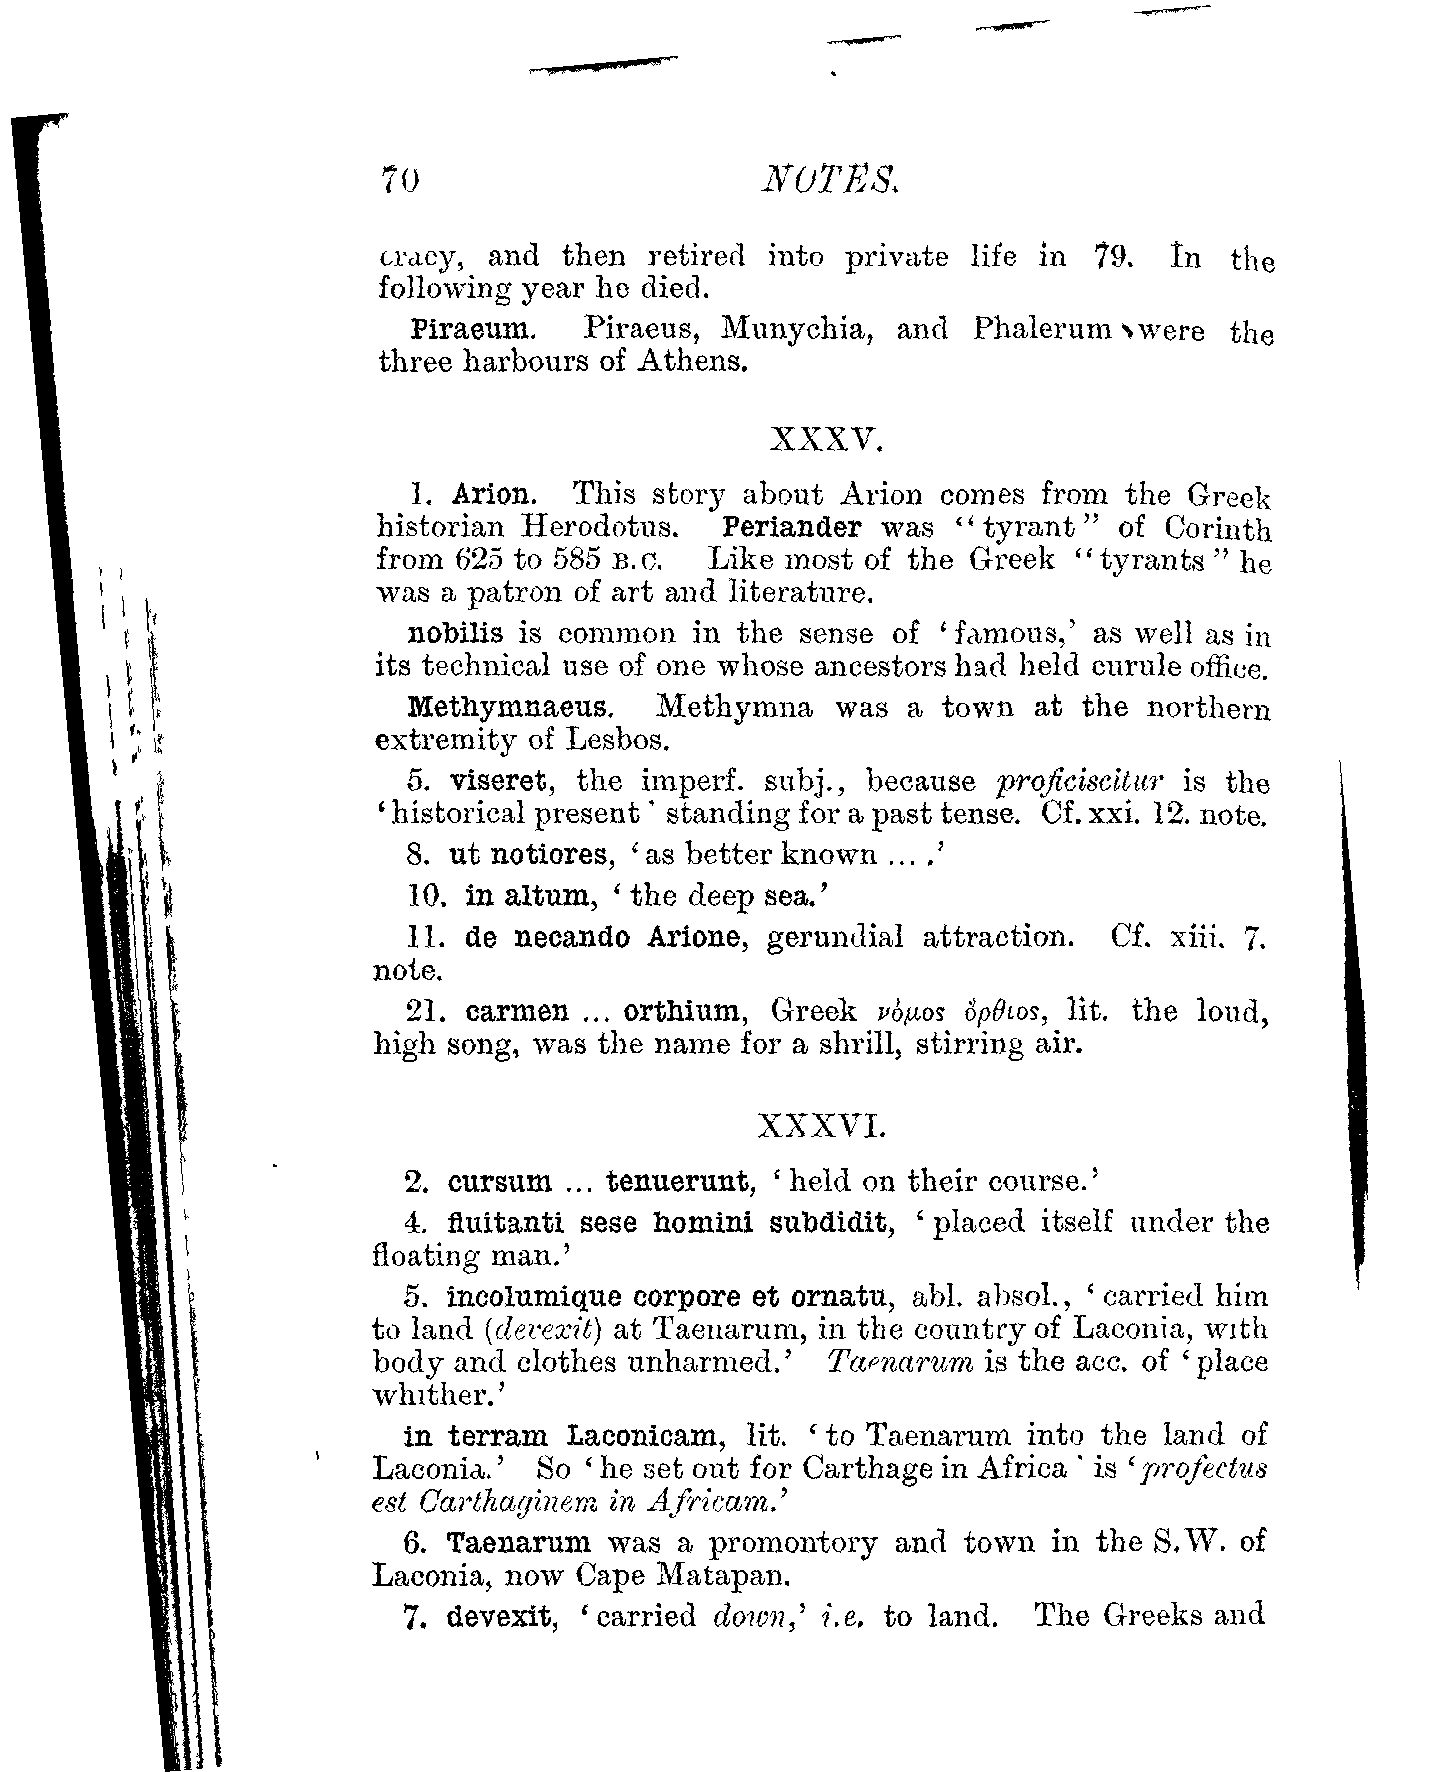 70 NOTES.
cracy, and then retired into private life in 79. In the
following year he died.
Piraeum. Piraeus, Munychia, and Phalerum were the
three harbours of Athens.
XXXV.
1. Arion. This story about Arion comes from the Greek
historian Herodotus. Periander was “tyrant” of Corinth
from 625 to 585 B.C. Like most of the Greek “tyrants” he
was a patron of art and literature.
nobilis is common in the sense of ‘famous,’ as well as in
its technical use of one whose ancestors had held curule office.
Methymnaeus. Methymna was a town at the northern
extremity of Lesbos.
5. viseret, the imperf. subj., because proficiscitur is the
‘historical present’ standing for a past tense. Cf. xxi. 12. note.
8. ut notiores, ‘as better known ... .’
10. in altum, ‘the deep sea.’
11. de necando Arione, gerundial attraction. Cf. xiii. 7.
note.
21. carmen ... orthium, Greek νόμος ὄρθιος, lit. the loud,
high song, was the name for a shrill, stirring air.
XXXVI.
2. cursum ... tenuerunt, ‘held on their course.’
4. fluitanti sese homini subdidit, ‘placed itself under the
floating man.’
5. incolumique corpore et ornatu, abl. absol., ‘carried him
to land (devexit) at Taenarum, in the country of Laconia, with
body and clothes unharmed.’ Taenarum is the acc. of ‘place
whither.’
in terram Laconicam, lit. ‘to Taenarum into the land of
Laconia.’ So ‘he set out for Carthage in Africa’ is ‘profectus
est Carthaginem in Africam.’
6. Taenarum was a promontory and town in the S.W. of
Laconia, now Cape Matapan.
7. devexit, ‘carried down,’ i.e. to land. The Greeks and